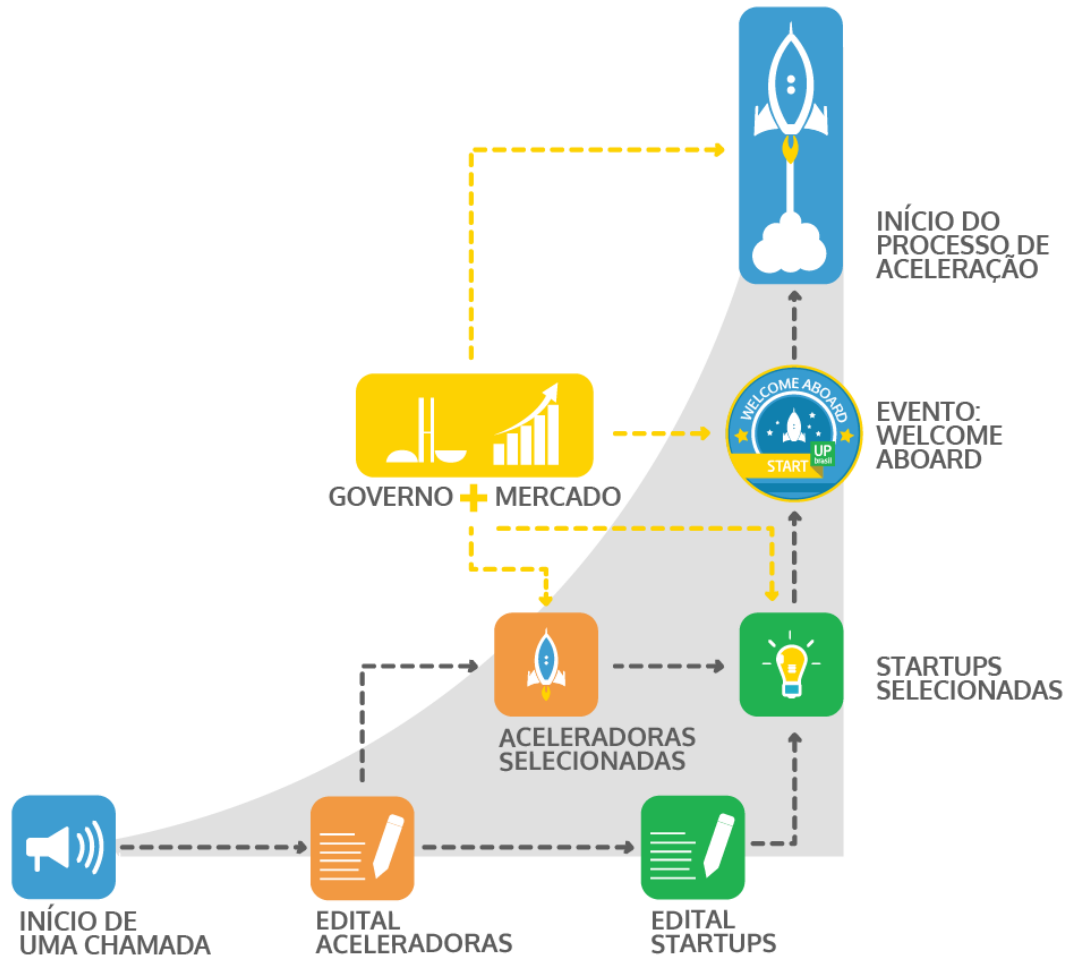 INÍCIO DO
PROCESSO DE
ACELERAÇÃO
WELCOME ABOARD
START
UP
brasil
EVENTO:
WELCOME
ABOARD
GOVERNO + MERCADO
STARTUPS
SELECIONADAS
ACELERADORAS
SELECIONADAS
INÍCIO DE
UMA CHAMADA
EDITAL
ACELERADORAS
EDITAL
STARTUPS